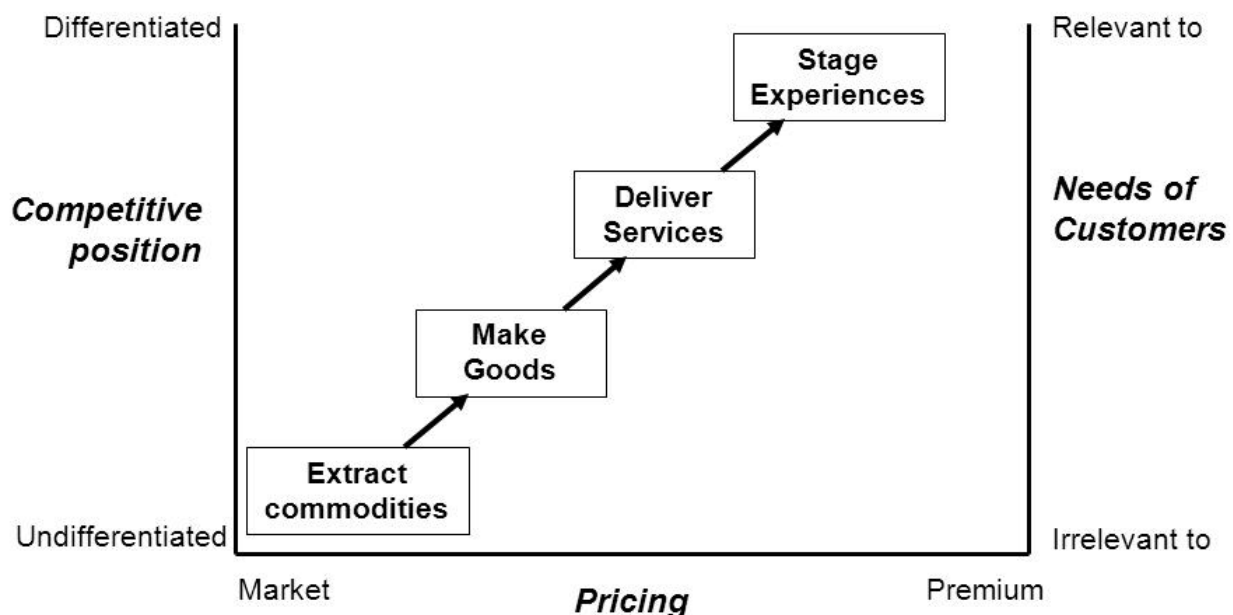 Differentiated
Relevant to
Stage
Experiences
Deliver
Services
Competitive
position
Needs of
Customers
Make
Goods
Extract
commodities
Undifferentiated
Irrelevant to
Market
Pricing
Premium